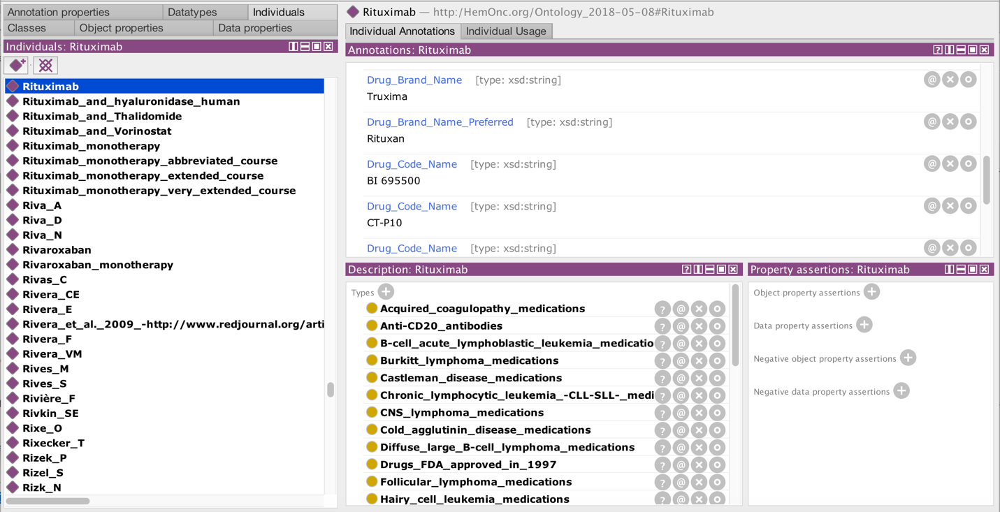 Annotation properties Datatypes Individuals
Classes Object properties Data properties
Individuals: Rituximab
Rituximab
Rituximab_and_hyaluronidase_human
Rituximab_and_Thalidomide
Rituximab_and_Vorinostat
Rituximab_monotherapy
Rituximab_monotherapy_abbreviated_course
Rituximab_monotherapy_extended_course
Rituximab_monotherapy_very_extended_course
Riva_A
Riva_D
Riva_N
Rivaroxaban
Rivaroxaban_monotherapy
Rivas_C
Rivera_CE
Rivera_E
Rivera_et_al._2009_-http://www.redjournal.org/arti
Rivera_F
Rivera_VM
Rives_M
Rives_S
Rivière_F
Rivkin_SE
Rixe_O
Rixecker_T
Rizek_P
Rizel_S
Rizk_N
Rituximab — http:/HemOnc.org/Ontology_2018-05-08#Rituximab
Individual Annotations Individual Usage
Annotations: Rituximab
Drug_Brand_Name [type: xsd:string]
Truxima
Drug_Brand_Name_Preferred [type: xsd:string]
Rituxan
Drug_Code_Name [type: xsd:string]
BI 695500
Drug_Code_Name [type: xsd:string]
CT-P10
Drug_Code_Name [type: xsd:string]
Description: Rituximab
Types
Acquired_coagulopathy_medications
Anti-CD20_antibodies
B-cell_acute_lymphoblastic_leukemia_medicatio
Burkitt_lymphoma_medications
Castleman_disease_medications
Chronic_lymphocytic_leukemia_-CLL-SLL-_medi
CNS_lymphoma_medications
Cold_agglutinin_disease_medications
Diffuse_large_B-cell_lymphoma_medications
Drugs_FDA_approved_in_1997
Follicular_lymphoma_medications
Hairy_cell_leukemia_medications
Property assertions: Rituximab
Object property assertions
Data property assertions
Negative object property assertions
Negative data property assertions